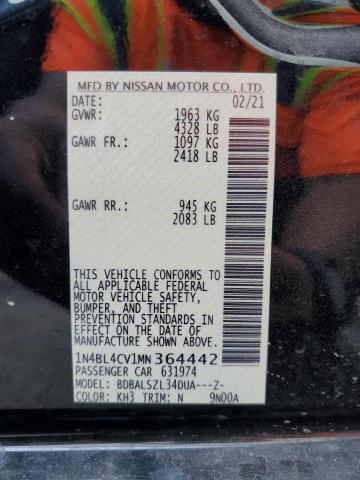 MFD BY NISSAN MOTOR CO., LTD.
DATE: 02/21
GVWR: 1963 KG
4328 LB
GAWR FR.: 1097 KG
2418 LB
GAWR RR.: 945 KG
2083 LB
THIS VEHICLE CONFORMS TO
ALL APPLICABLE FEDERAL
MOTOR VEHICLE SAFETY,
BUMPER, AND THEFT
PREVENTION STANDARDS IN
EFFECT ON THE DATE OF
MANUFACTURE SHOWN ABOVE.
1N4BL4CV1MN364442
PASSENGER CAR 631974
MODEL: BDBALSZL34DUA---Z-
COLOR: KH3 TRIM: N 9N00A